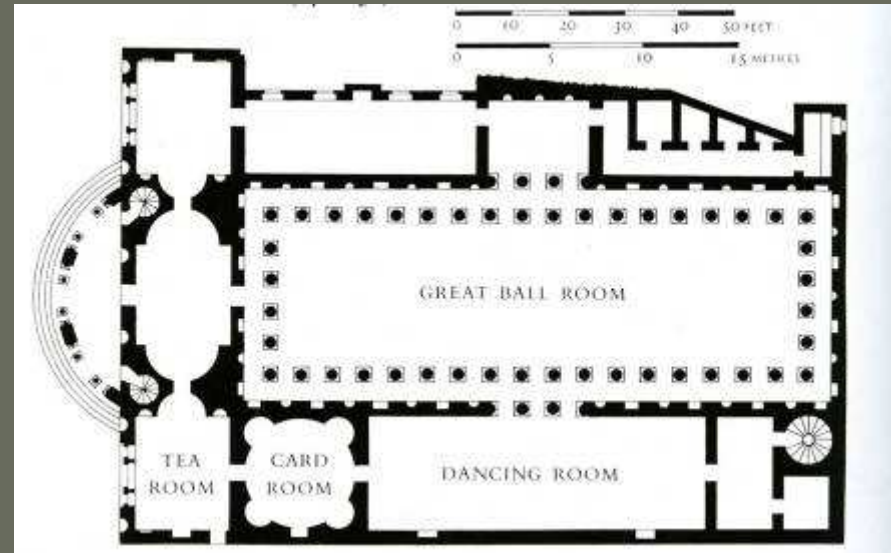 0 10 20 30 40 50 FEET
0 5 10 15 METRES
GREAT BALL ROOM
TEA
ROOM
CARD
ROOM
DANCING ROOM